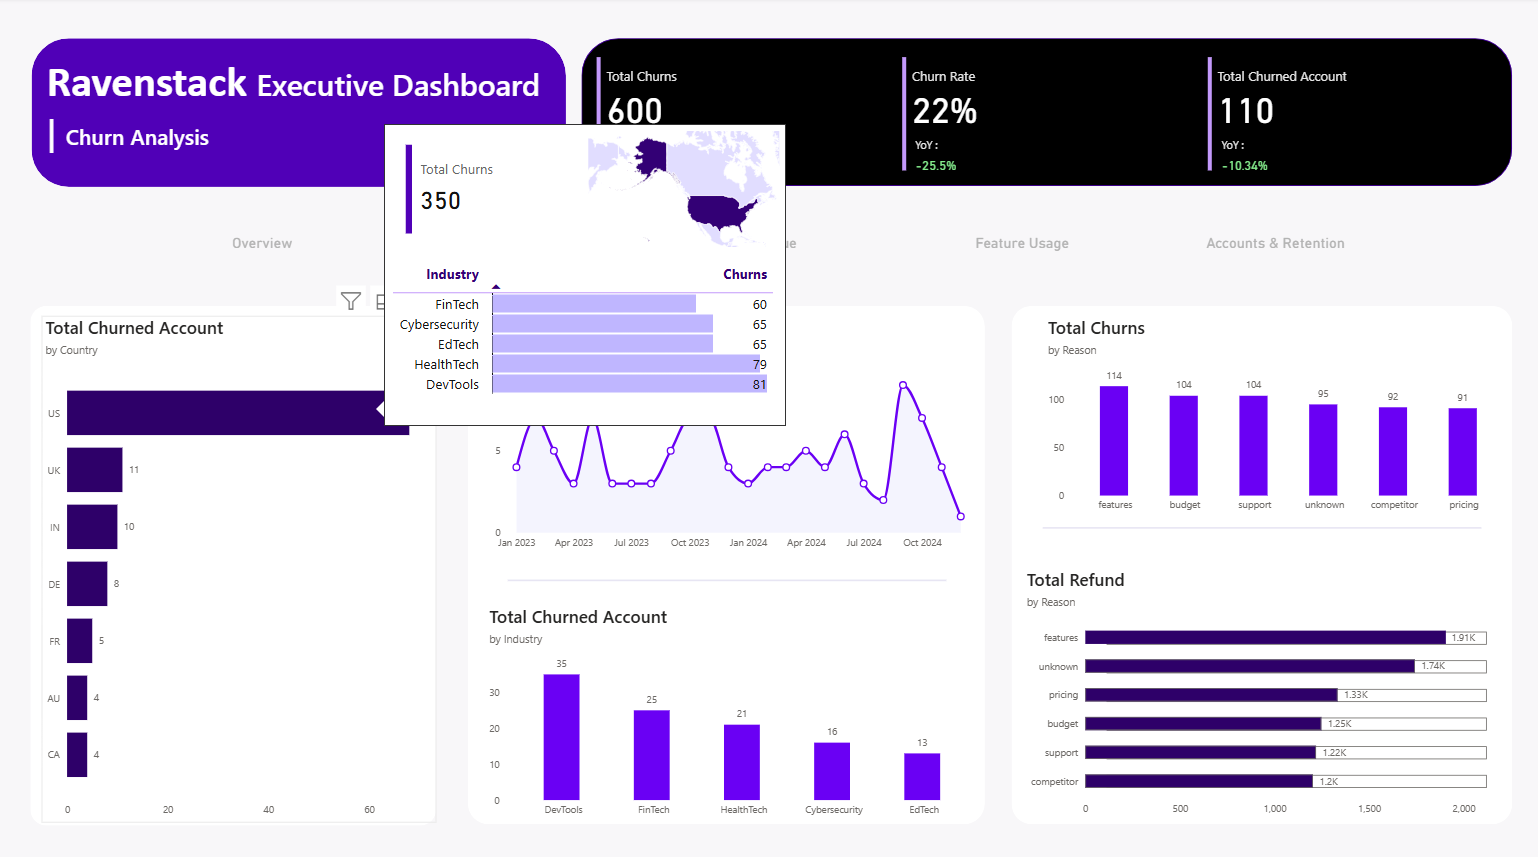 Ravenstack Executive Dashboard
Churn Analysis
Total Churns
600
Churn Rate
22%
YoY :
-25.5%
Total Churned Account
110
YoY :
-10.34%
Overview
Feature Usage
Accounts & Retention
Total Churns
350
Industry Churns
FinTech 60
Cybersecurity 65
EdTech 65
HealthTech 79
DevTools 81
Total Churned Account
by Country
US
UK 11
IN 10
DE 8
FR 5
AU 4
CA 4
0 20 40 60
5
0
Jan 2023 Apr 2023 Jul 2023 Oct 2023 Jan 2024 Apr 2024 Jul 2024 Oct 2024
Total Churned Account
by Industry
35 25 21 16 13
30
20
10
0
DevTools FinTech HealthTech Cybersecurity EdTech
Total Churns
by Reason
114 104 104 95 92 91
100
50
0
features budget support unknown competitor pricing
Total Refund
by Reason
features 1.91K
unknown 1.74K
pricing 1.33K
budget 1.25K
support 1.22K
competitor 1.2K
0 500 1,000 1,500 2,000